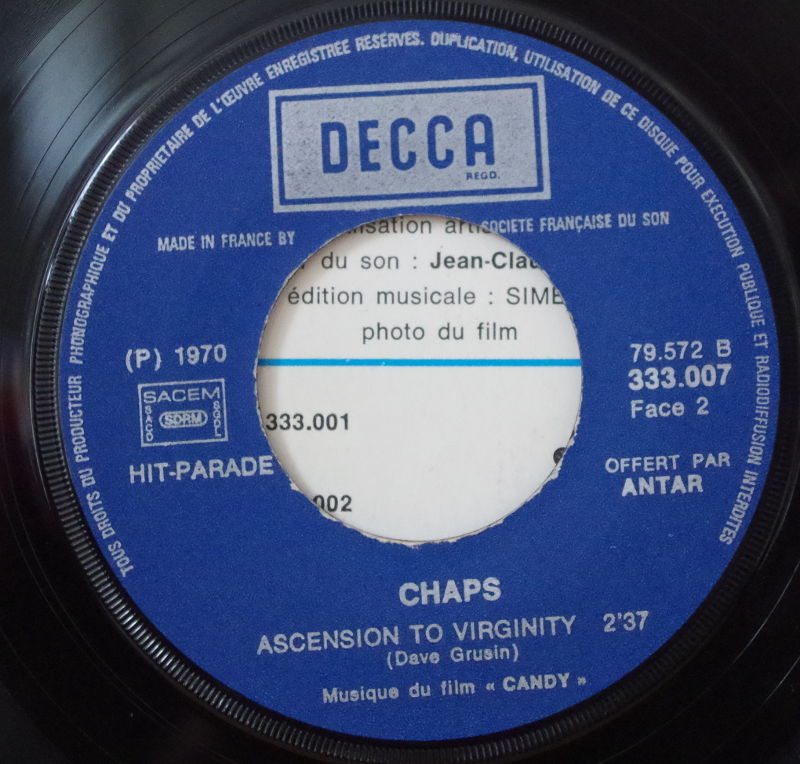 TOUS DROITS DU PRODUCTEUR PHONOGRAPHIQUE ET DU PROPRIETAIRE DE L'ŒUVRE ENREGISTREE RESERVES. DUPLICATION, UTILISATION DE CE DISQUE POUR EXECUTION PUBLIQUE ET RADIODIFFUSION INTERDITES
DECCA
REGD.
MADE IN FRANCE BY SOCIETE FRANÇAISE DU SON
du son : Jean-Clau
édition musicale : SIME
photo du film
333.001
.002
(P) 1970
SACEM
SACD SDRM SGDL
HIT-PARADE
79.572 B
333.007
Face 2
OFFERT PAR
ANTAR
CHAPS
ASCENSION TO VIRGINITY 2'37
(Dave Grusin)
Musique du film « CANDY »